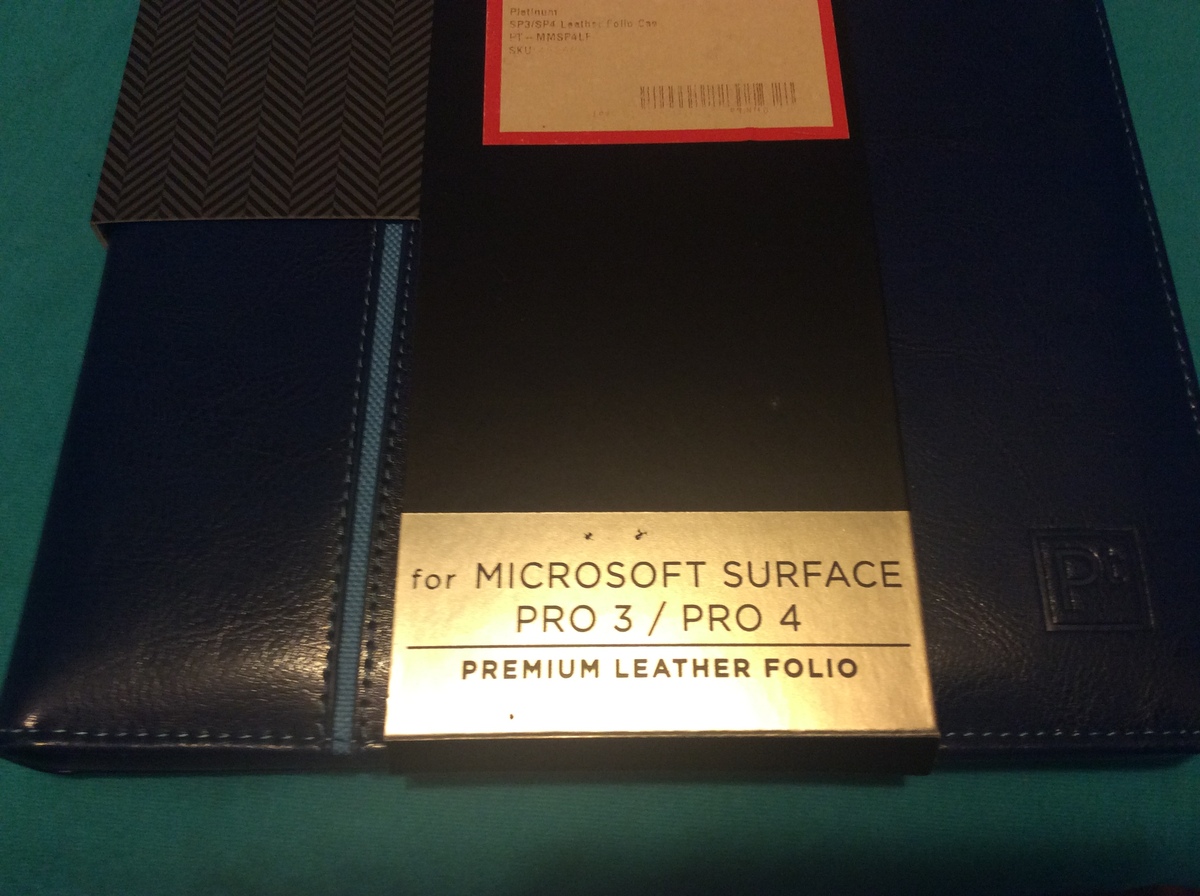 Platinum
SP3/SP4 Leather Folio Cas
PT-MMSP4LF
SKU
for MICROSOFT SURFACE
PRO 3 / PRO 4
PREMIUM LEATHER FOLIO
Pt